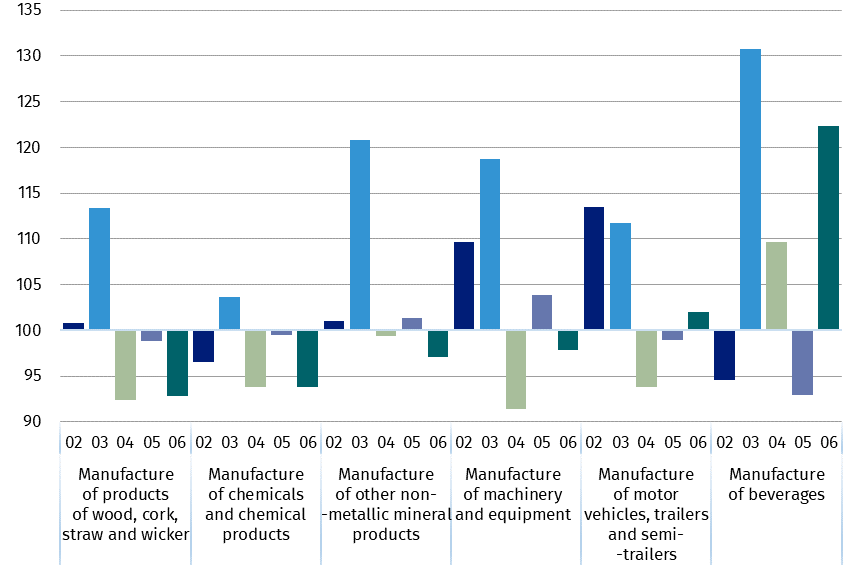 135
130
125
120
115
110
105
100
95
90
02 03 04 05 06 02 03 04 05 06 02 03 04 05 06 02 03 04 05 06 02 03 04 05 06 02 03 04 05 06
Manufacture
of products
of wood, cork,
straw and wicker
Manufacture
of chemicals
and chemical
products
Manufacture
of other non-
-metallic mineral
products
Manufacture
of machinery
and equipment
Manufacture
of motor
vehicles, trailers
and semi-
-trailers
Manufacture
of beverages